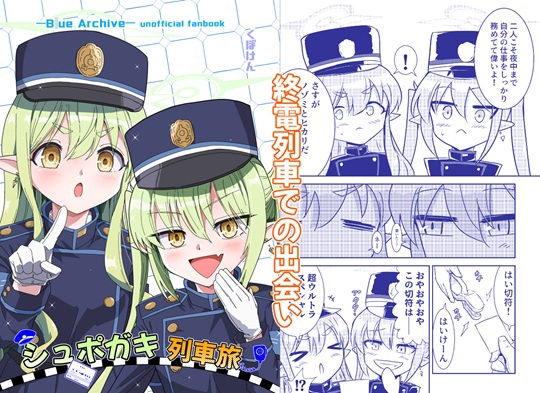 ―Blue Archive― unofficial fanbook
くぼけん
シュポガキ 列車旅
終電列車での出会い
二人こそ夜中まで
自分の仕事をしっかり
務めてて偉いよ！
！
さすが
ノゾミとヒカリだ
はい切符！
はいけーん
おやおやおや
この切符は
超ウルトラ
スペシャ
!?